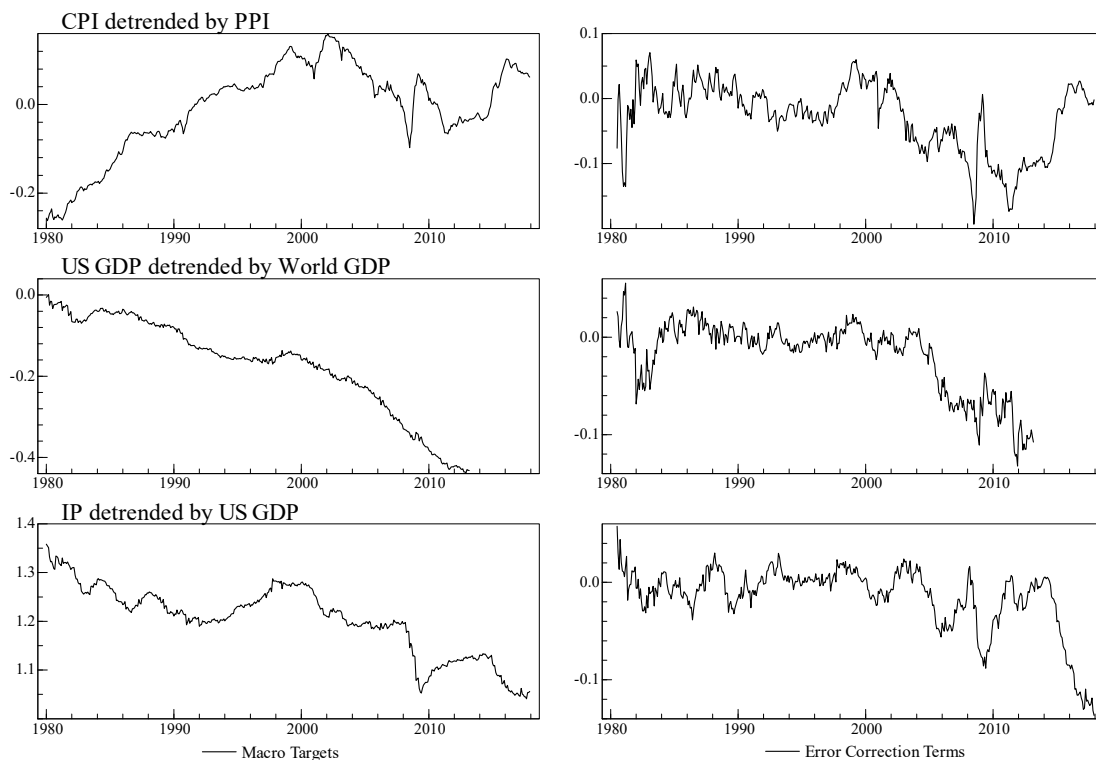 CPI detrended by PPI
0.0
-0.2
1980 1990 2000 2010
0.1
0.0
-0.1
1980 1990 2000 2010
US GDP detrended by World GDP
0.0
-0.2
-0.4
1980 1990 2000 2010
0.0
-0.1
1980 1990 2000 2010
IP detrended by US GDP
1.4
1.3
1.2
1.1
1980 1990 2000 2010
Macro Targets
0.0
-0.1
1980 1990 2000 2010
Error Correction Terms